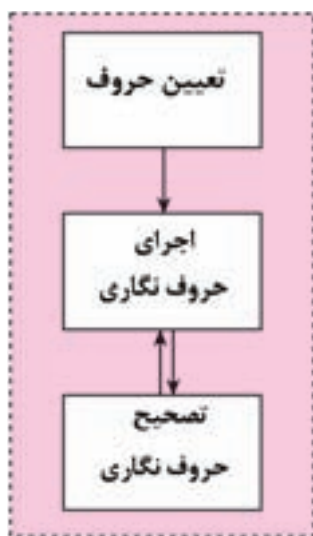 تعیین حروف
اجرای
حروف نگاری
تصحیح
حروف نگاری